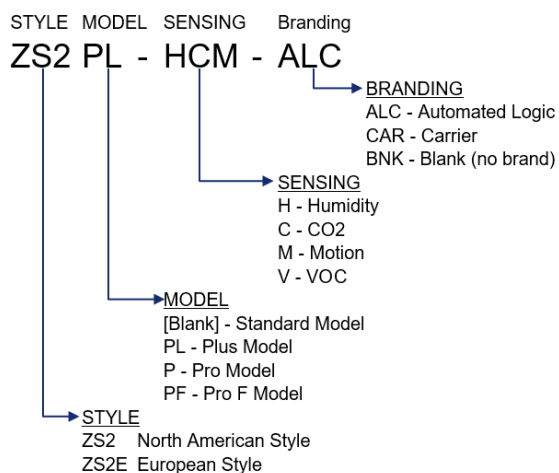 STYLE MODEL SENSING Branding
ZS2 PL - HCM - ALC
BRANDING
ALC - Automated Logic
CAR - Carrier
BNK - Blank (no brand)
SENSING
H - Humidity
C - CO2
M - Motion
V - VOC
MODEL
[Blank] - Standard Model
PL - Plus Model
P - Pro Model
PF - Pro F Model
STYLE
ZS2 North American Style
ZS2E European Style